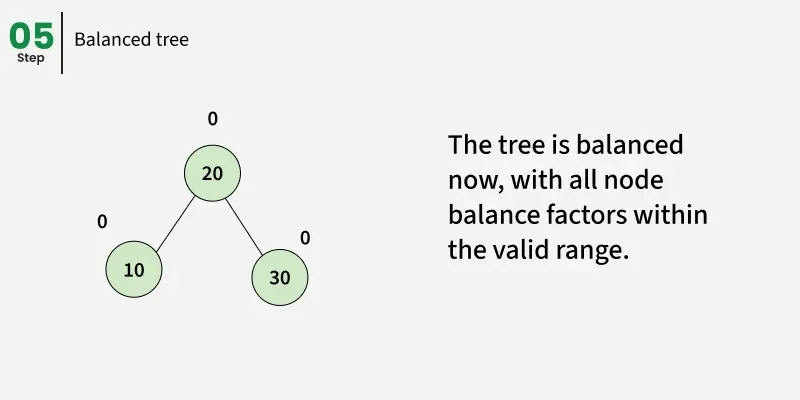 05
Step
Balanced tree
0
20
0
0
10
30
The tree is balanced
now, with all node
balance factors within
the valid range.